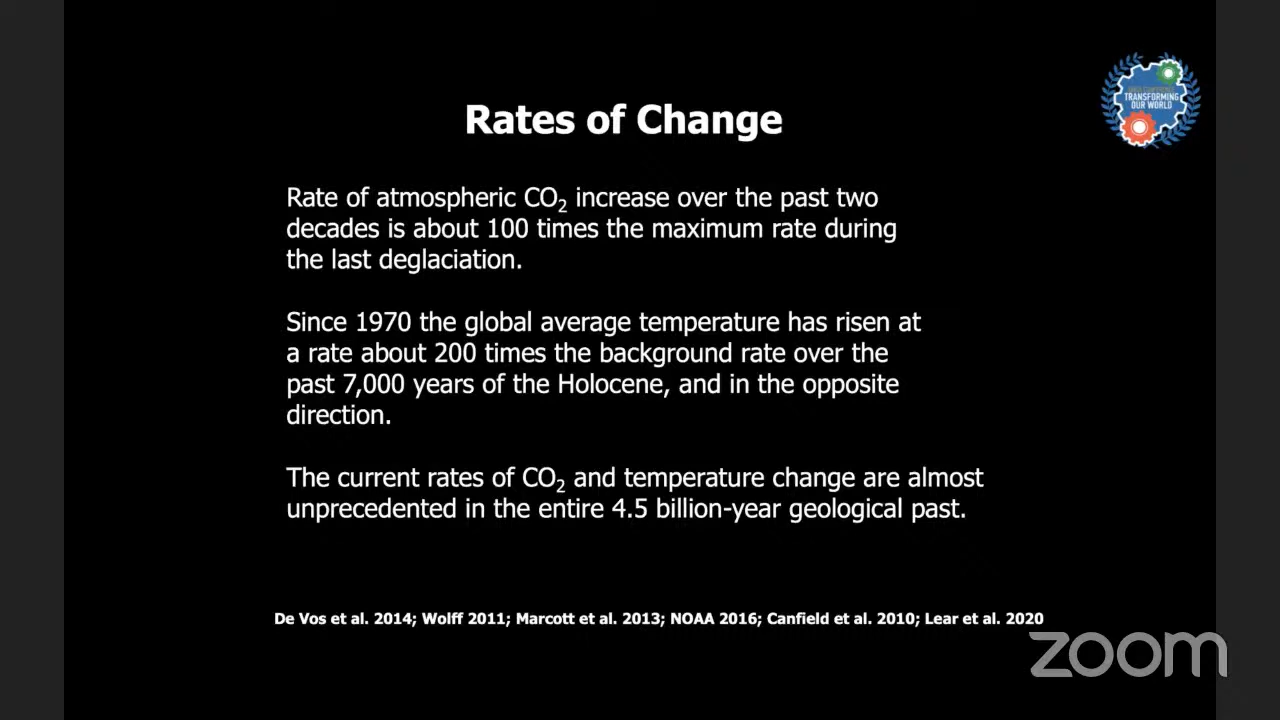 TRANSFORMING
OUR WORLD
Rates of Change
Rate of atmospheric CO₂ increase over the past two
decades is about 100 times the maximum rate during
the last deglaciation.
Since 1970 the global average temperature has risen at
a rate about 200 times the background rate over the
past 7,000 years of the Holocene, and in the opposite
direction.
The current rates of CO₂ and temperature change are almost
unprecedented in the entire 4.5 billion-year geological past.
De Vos et al. 2014; Wolff 2011; Marcott et al. 2013; NOAA 2016; Canfield et al. 2010; Lear et al. 2020
zoom